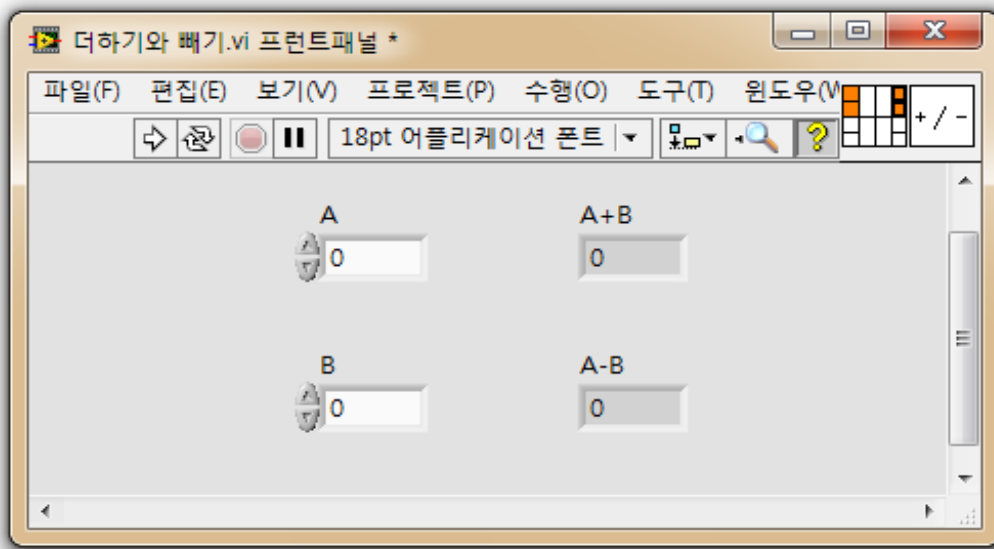 더하기와 빼기.vi 프런트패널 *
파일(F) 편집(E) 보기(V) 프로젝트(P) 수행(O) 도구(T) 윈도우(W
18pt 어플리케이션 폰트
+ / -
A A+B
0 0
B A-B
0 0